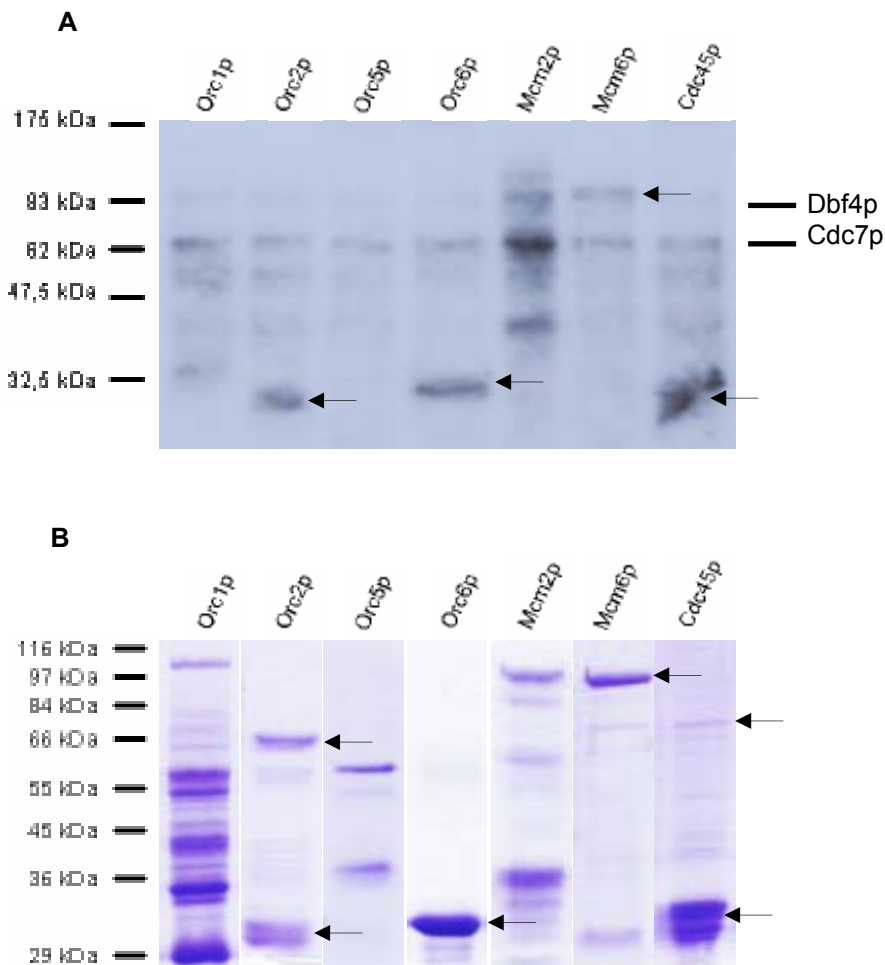 A
Orc1p Orc2p Orc5p Orc6p Mcm2p Mcm6p Cdc45p
175 kDa
83 kDa
62 kDa
47,5 kDa
32,5 kDa
Dbf4p
Cdc7p
B
Orc1p Orc2p Orc5p Orc6p Mcm2p Mcm6p Cdc45p
116 kDa
97 kDa
84 kDa
66 kDa
55 kDa
45 kDa
36 kDa
29 kDa